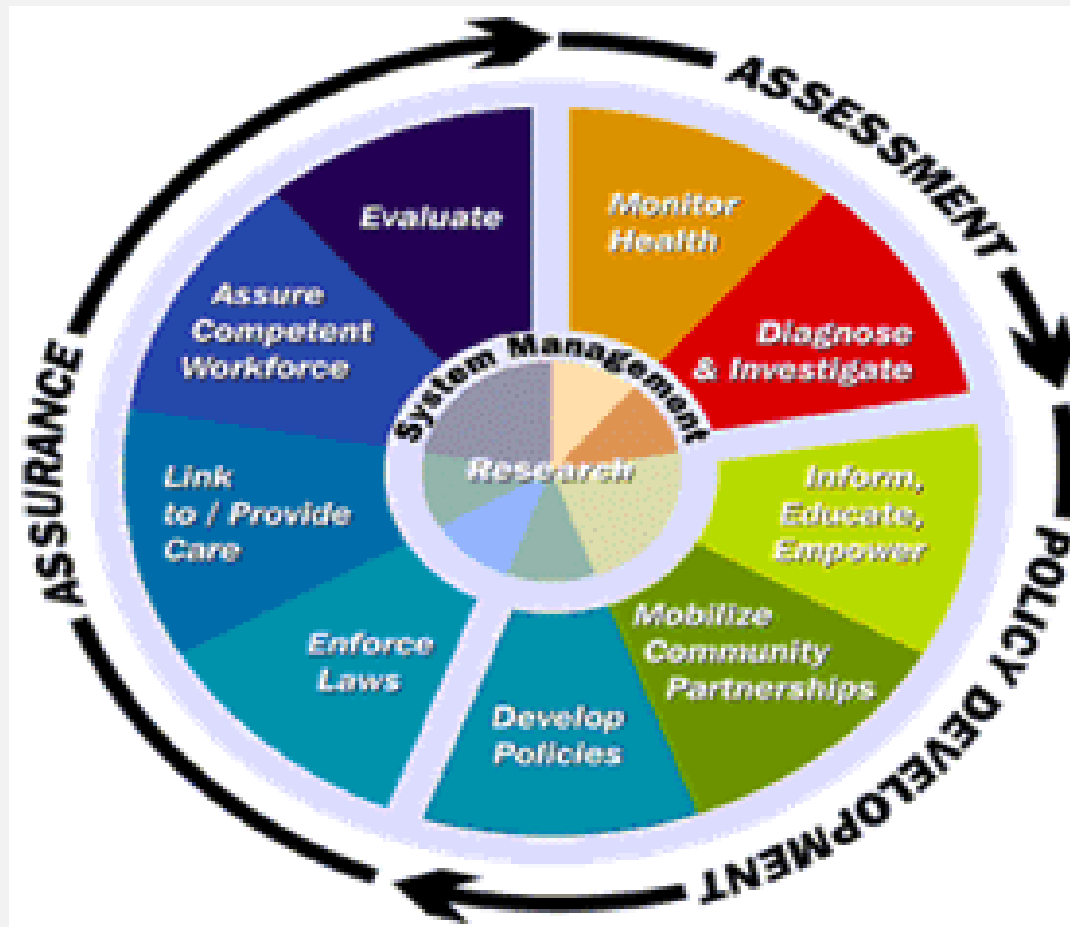 ASSESSMENT
Monitor
Health
Diagnose
& Investigate
POLICY DEVELOPMENT
Inform,
Educate,
Empower
Mobilize
Community
Partnerships
Develop
Policies
ASSURANCE
Enforce
Laws
Link
to / Provide
Care
Assure
Competent
Workforce
Evaluate
System Management
Research